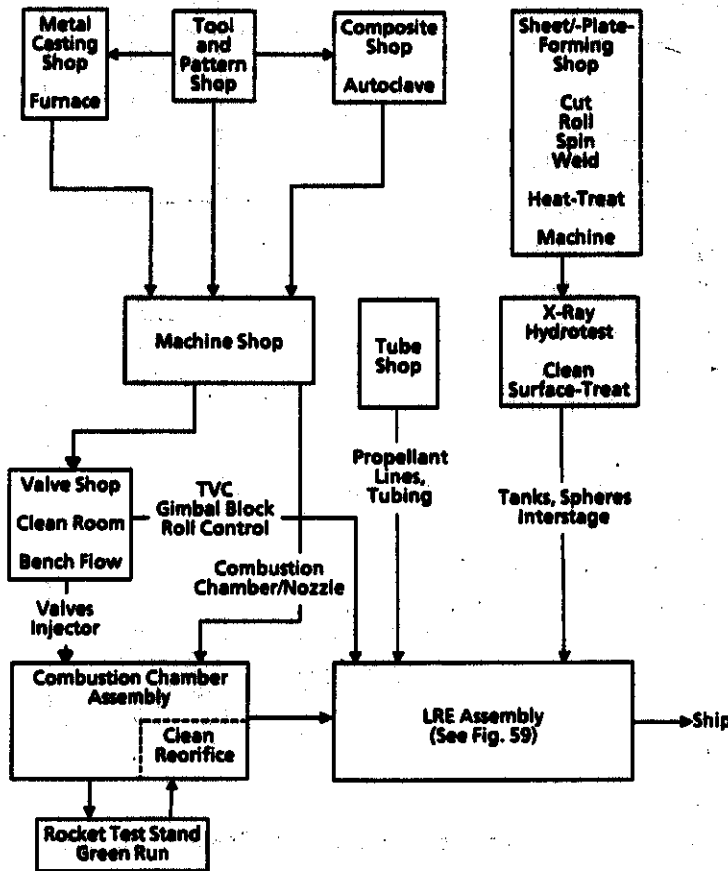 Metal
Casting
Shop
Furnace
Tool
and
Pattern
Shop
Composite
Shop
Autoclave
Sheet/-Plate-
Forming
Shop
Cut
Roll
Spin
Weld
Heat-Treat
Machine
Machine Shop
Tube
Shop
X-Ray
Hydrotest
Clean
Surface-Treat
Valve Shop
Clean Room
Bench Flow
TVC
Gimbal Block
Roll Control
Propellant
Lines,
Tubing
Tanks, Spheres
Interstage
Combustion
Chamber/Nozzle
Valves
Injector
Combustion Chamber
Assembly
Clean
Reorifice
LRE Assembly
(See Fig. 59)
Ship
Rocket Test Stand
Green Run